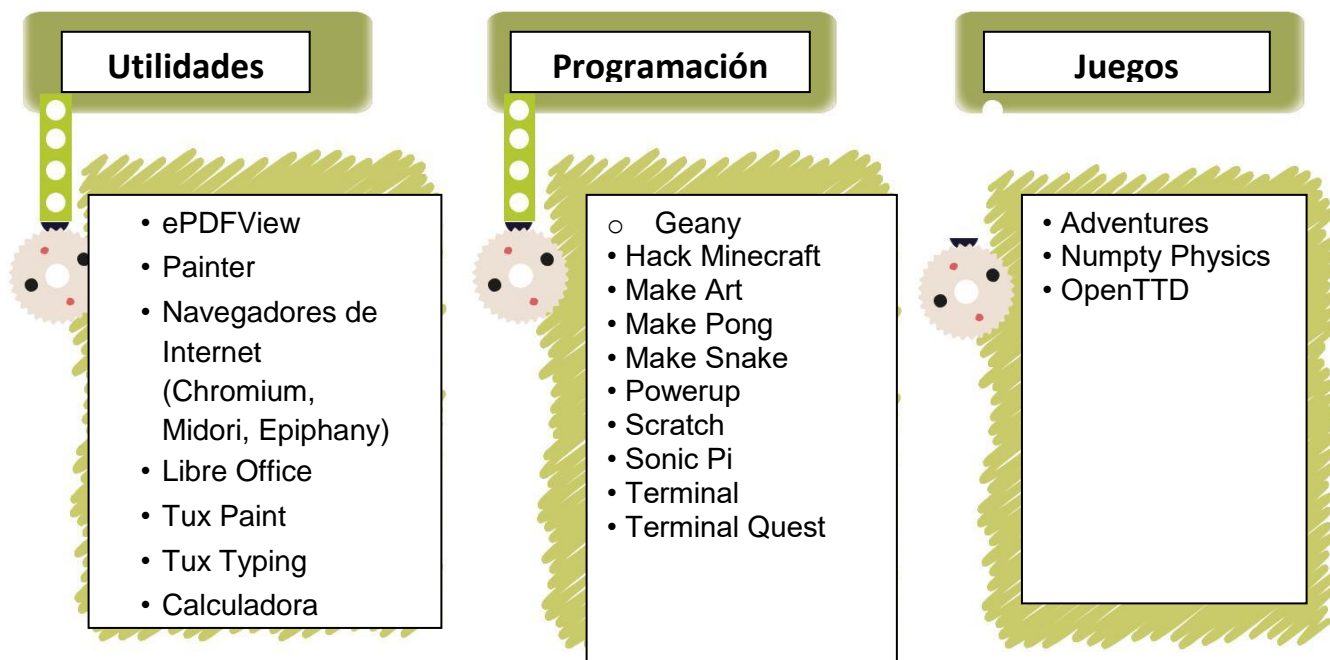 Utilidades
• ePDFView
• Painter
• Navegadores de
Internet
(Chromium,
Midori, Epiphany)
• Libre Office
• Tux Paint
• Tux Typing
• Calculadora
Programación
o Geany
• Hack Minecraft
• Make Art
• Make Pong
• Make Snake
• Powerup
• Scratch
• Sonic Pi
• Terminal
• Terminal Quest
Juegos
• Adventures
• Numpty Physics
• OpenTTD